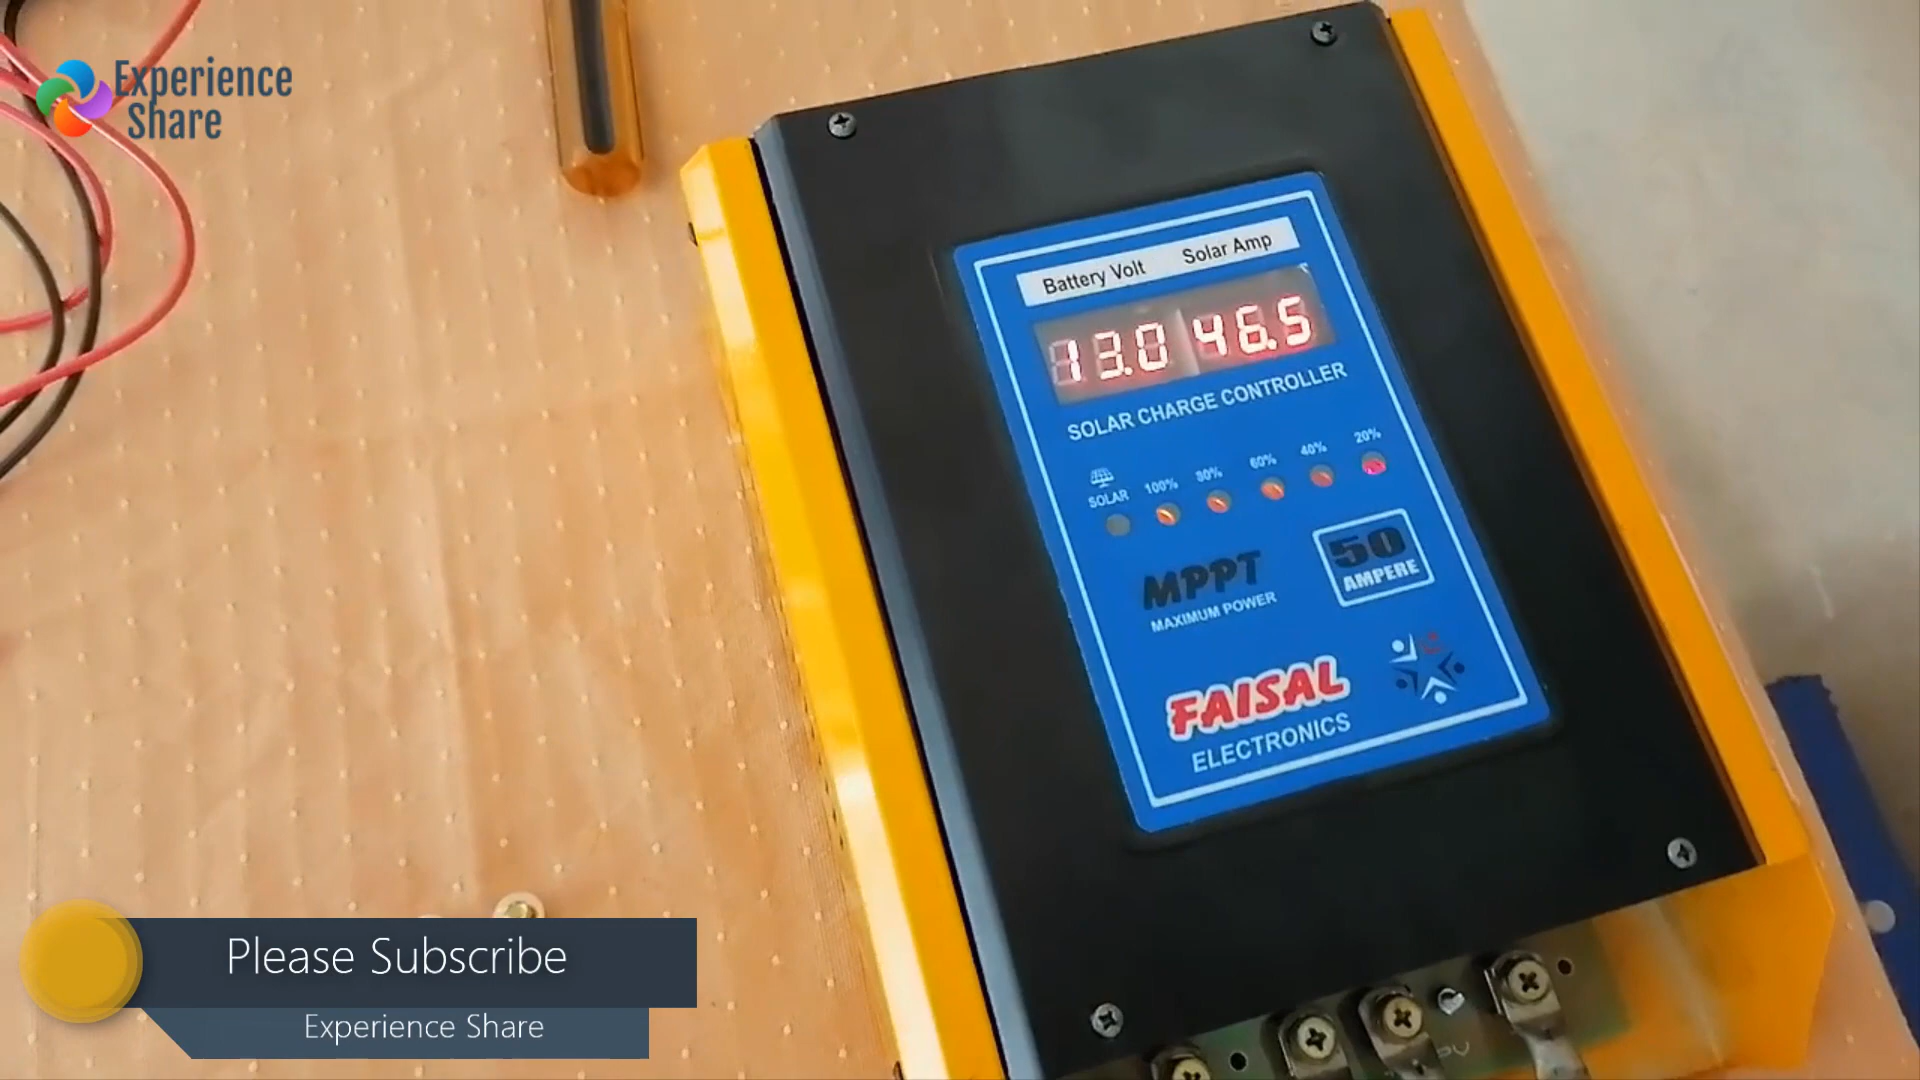 Experience
Share
Battery Volt Solar Amp
13.0 46.5
SOLAR CHARGE CONTROLLER
SOLAR 100% 80% 60% 40% 20%
MPPT
MAXIMUM POWER
50
AMPERE
FAISAL
ELECTRONICS
Please Subscribe
Experience Share